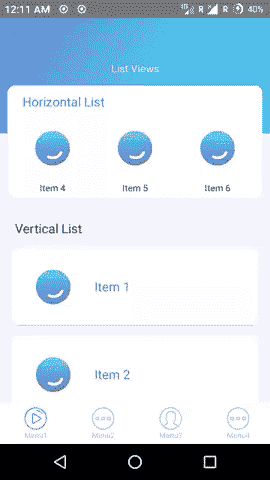 12:11 AM LTE R R 40%
List Views
Horizontal List
Item 4 Item 5 Item 6
Vertical List
Item 1
Item 2
Menu1 Menu2 Menu3 Menu4